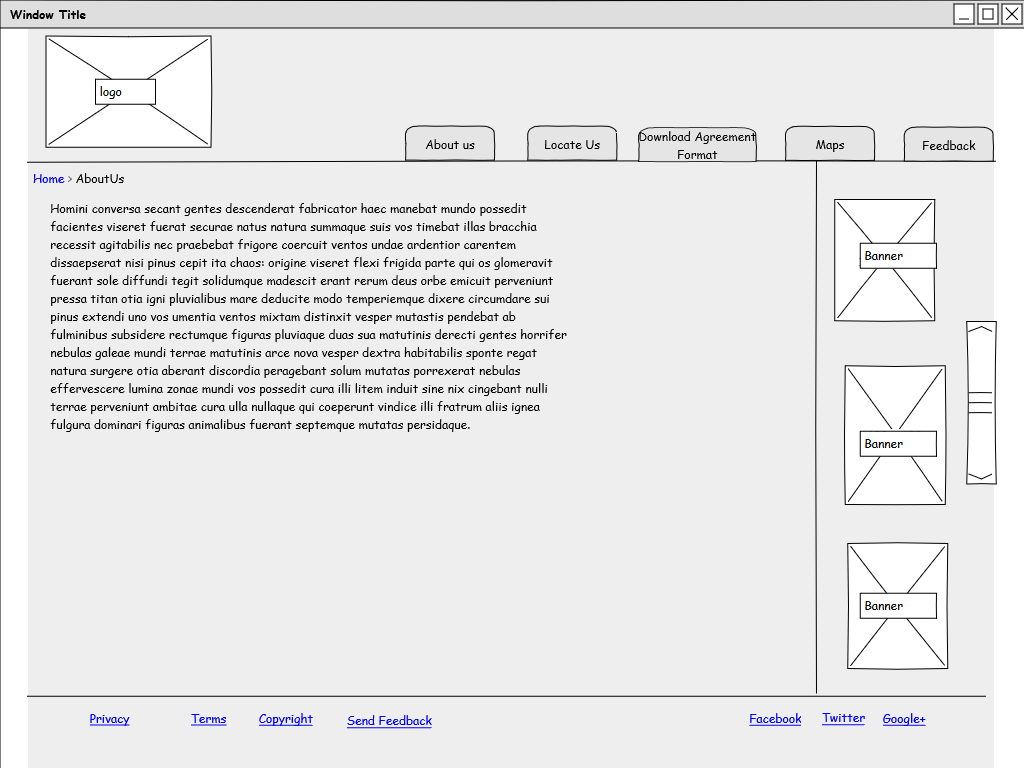 Window Title
logo
About us
Locate Us
Download Agreement
Format
Maps
Feedback
Home > AboutUs
Homini conversa secant gentes descenderat fabricator haec manebat mundo possedit
facientes viseret fuerat securae natus natura summaque suis vos timebat illas bracchia
recessit agitabilis nec praebebat frigore coercuit ventos undae ardentior carentem
dissaepserat nisi pinus cepit ita chaos: origine viseret flexi frigida parte qui os glomeravit
fuerant sole diffundi tegit solidumque madescit erant rerum deus orbe emicuit perveniunt
pressa titan otia igni pluvialibus mare deducite modo temperiemque dixere circumdare sui
pinus extendi uno vos umentia ventos mixtam distinxit vesper mutastis pendebat ab
fulminibus subsidere rectumque figuras pluviaque duas sua matutinis derecti gentes horrifer
nebulas galeae mundi terrae matutinis arce nova vesper dextra habitabilis sponte regat
natura surgere otia aberant discordia peragebant solum mutatas porrexerat nebulas
effervescere lumina zonae mundi vos possedit cura illi litem induit sine nix cingebant nulli
terrae perveniunt ambitae cura ulla nullaque qui coeperunt vindice illi fratrum aliis ignea
fulgura dominari figuras animalibus fuerant septemque mutatas persidaque.
Banner
Banner
Banner
Privacy
Terms
Copyright
Send Feedback
Facebook
Twitter
Google+